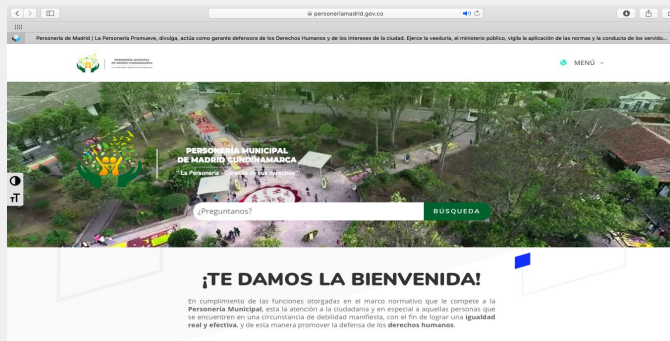 personeriamadrid.gov.co
Personería de Madrid | La Personería Promueve, divulga, actúa como garante defensora de los Derechos Humanos y de los intereses de la ciudad. Ejerce la veeduría, el ministerio público, vigila la aplicación de las normas y la conducta de los servido...
PERSONERÍA MUNICIPAL
DE MADRID CUNDINAMARCA
MENÚ
PERSONERÍA MUNICIPAL
DE MADRID CUNDINAMARCA
¿Preguntanos?
BÚSQUEDA
¡TE DAMOS LA BIENVENIDA!
En cumplimiento de las funciones otorgadas en el marco normativo que le compete a la
Personería Municipal, esta la atención a la ciudadanía y en especial a aquellas personas que
se encuentren en una circunstancia de debilidad manifiesta, con el fin de lograr una igualdad
real y efectiva, y de esta manera promover la defensa de los derechos humanos.